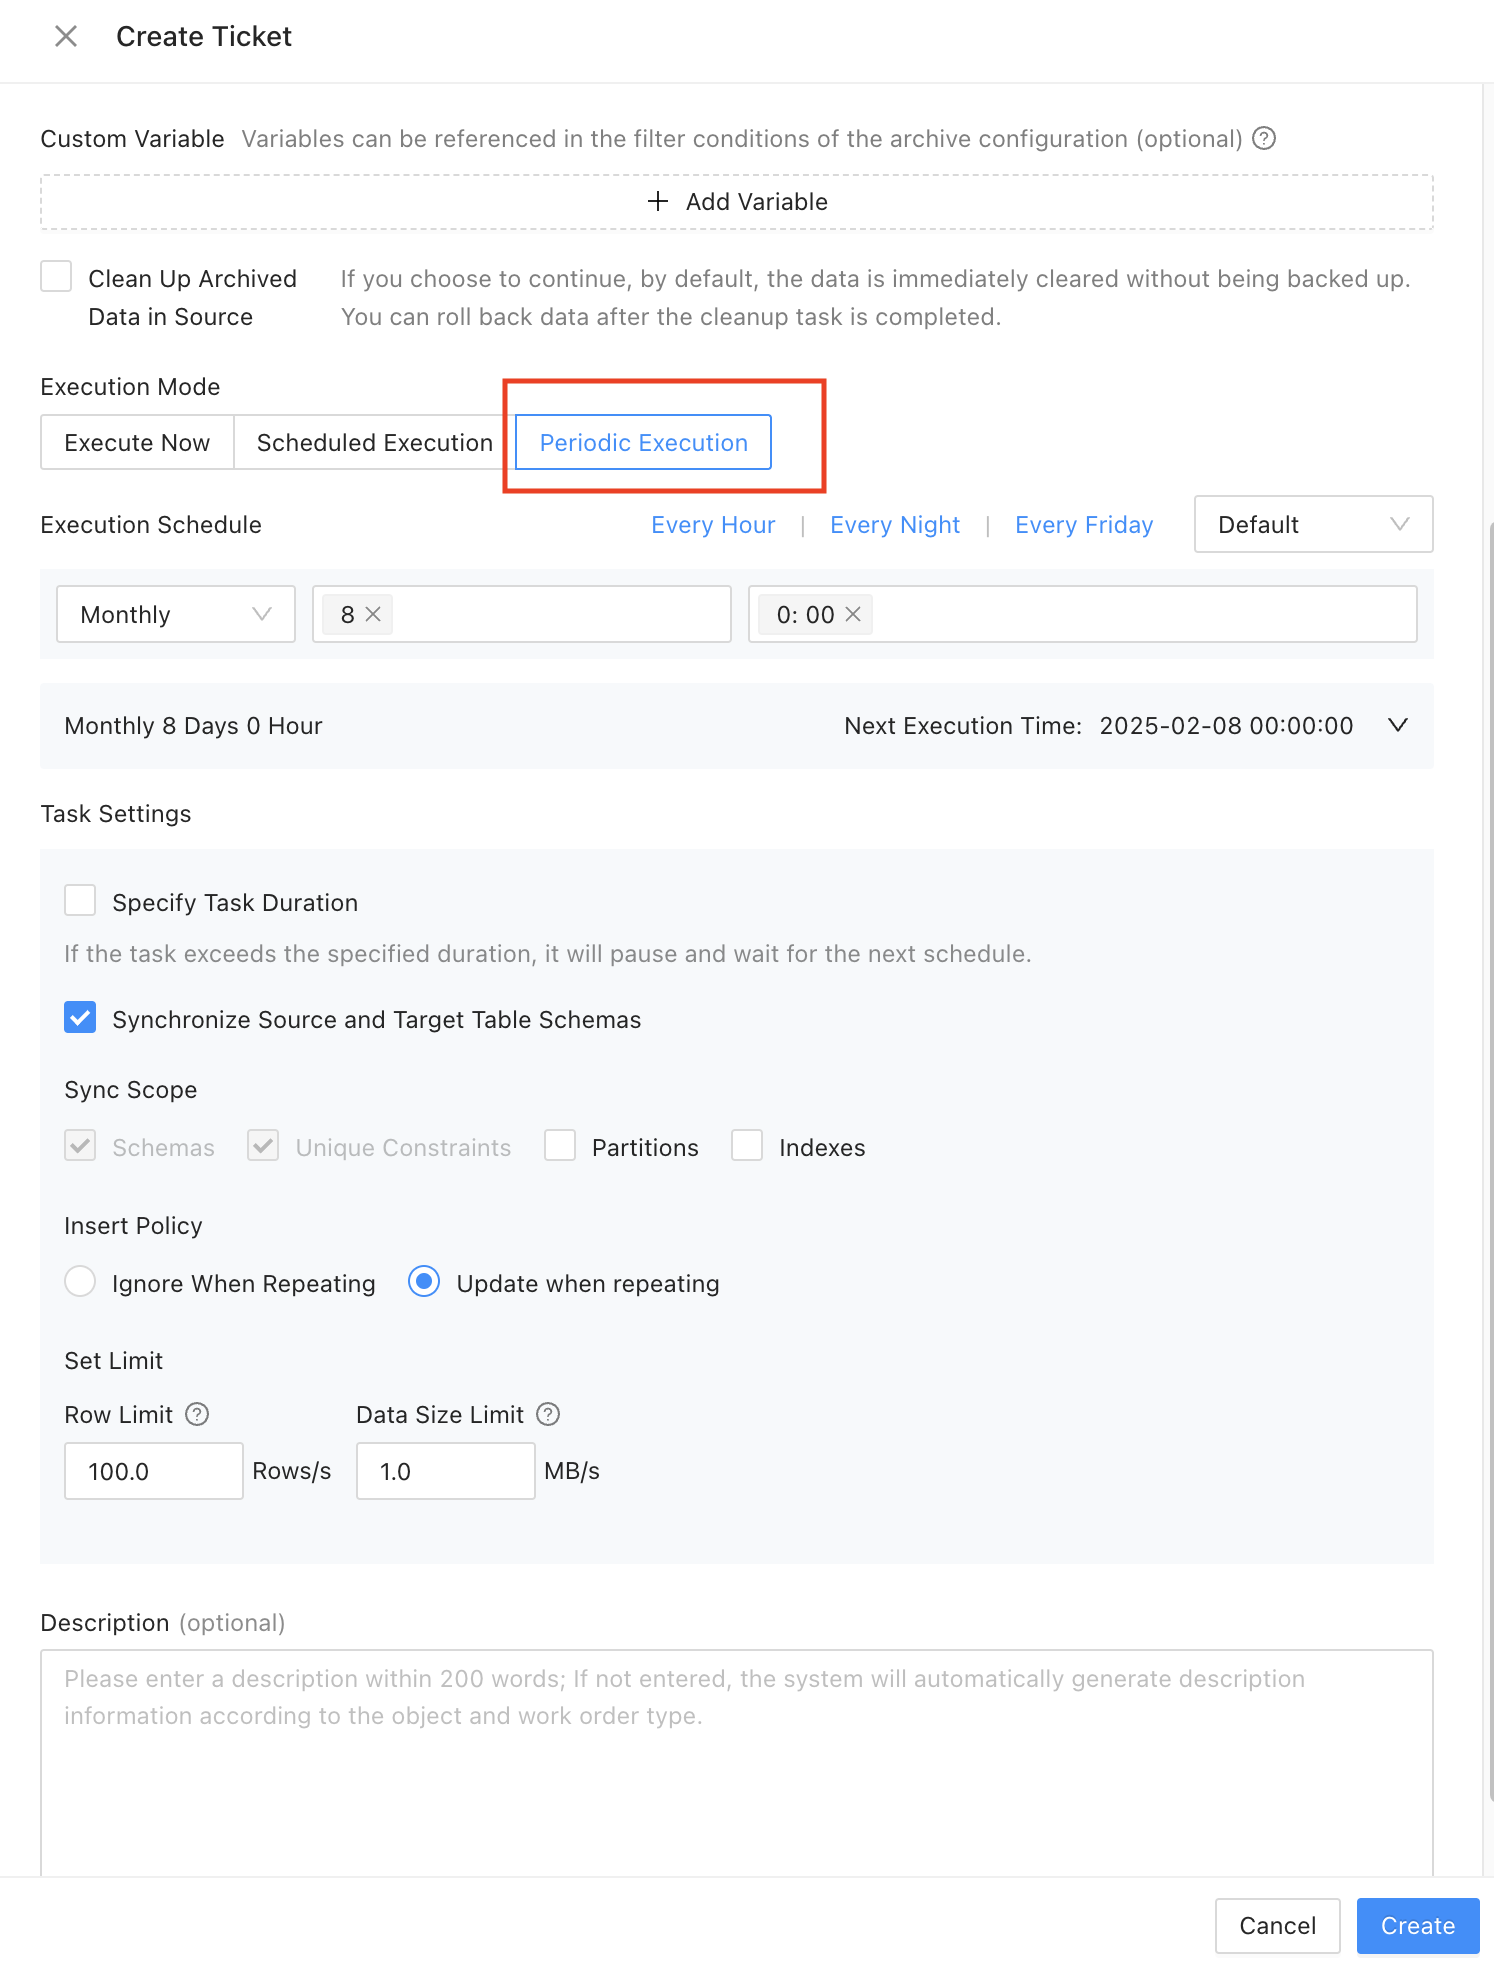 Create Ticket
Custom Variable Variables can be referenced in the filter conditions of the archive configuration (optional) ?
Add Variable
Clean Up Archived Data in Source
If you choose to continue, by default, the data is immediately cleared without being backed up.
You can roll back data after the cleanup task is completed.
Execution Mode
Execute Now Scheduled Execution Periodic Execution
Execution Schedule Every Hour | Every Night | Every Friday Default
Monthly 8 0: 00
Monthly 8 Days 0 Hour Next Execution Time: 2025-02-08 00:00:00
Task Settings
Specify Task Duration
If the task exceeds the specified duration, it will pause and wait for the next schedule.
Synchronize Source and Target Table Schemas
Sync Scope
Schemas Unique Constraints Partitions Indexes
Insert Policy
Ignore When Repeating Update when repeating
Set Limit
Row Limit ? Data Size Limit ?
100.0 Rows/s 1.0 MB/s
Description (optional)
Please enter a description within 200 words; If not entered, the system will automatically generate description
information according to the object and work order type.
Cancel Create